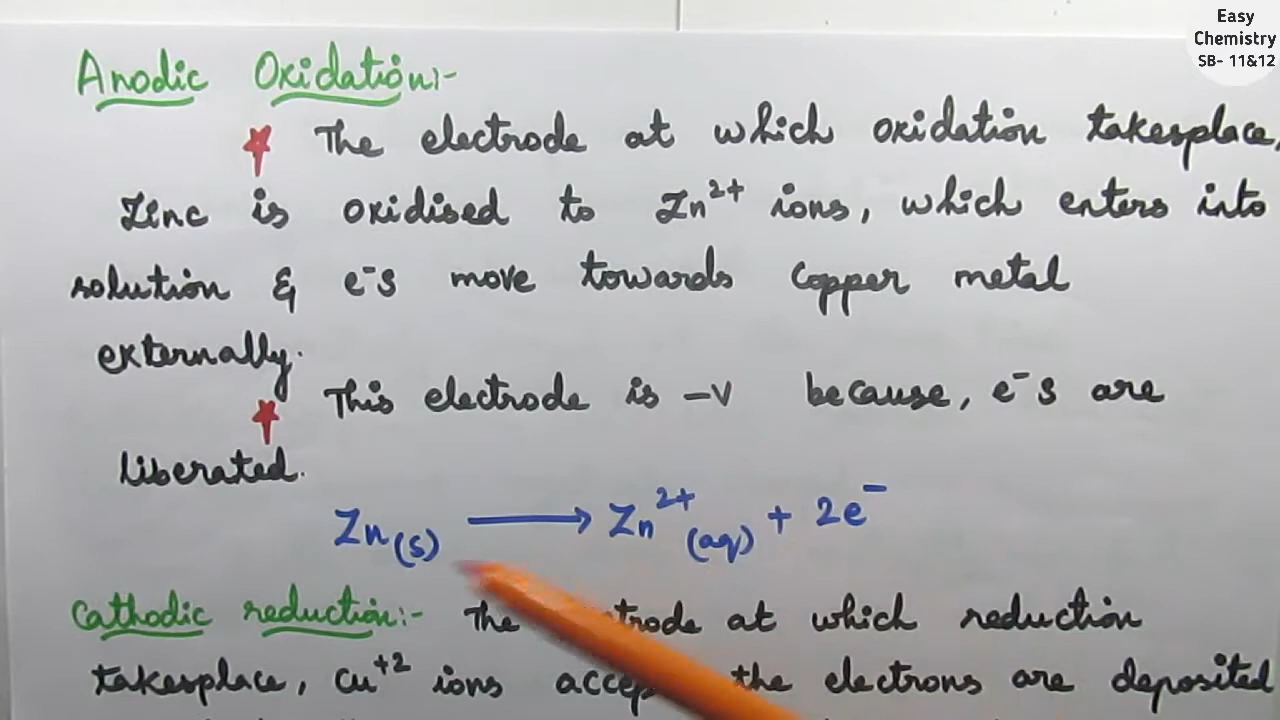 Easy
Chemistry
SB- 11&12
Anodic Oxidation:-
The electrode at which oxidation takesplace,
Zinc is oxidised to Zn²⁺ ions, which enters into
solution & e⁻s move towards copper metal
externally.
This electrode is -V because, e⁻s are
liberated.
Zn(s) ⟶ Zn²⁺(aq) + 2e⁻
Cathodic reduction:- The at which reduction
takesplace, Cu⁺² ions the electrons are deposited